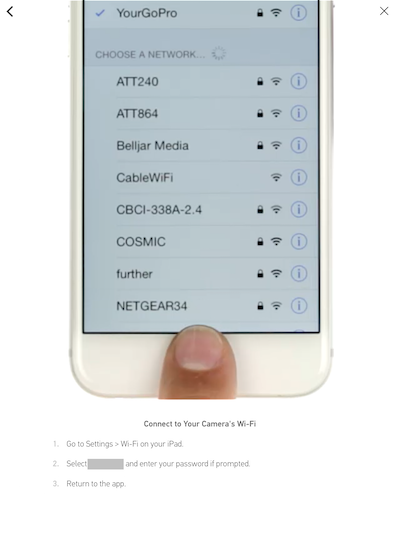 YourGoPro
CHOOSE A NETWORK...
ATT240
ATT864
Belljar Media
CableWiFi
CBCI-338A-2.4
COSMIC
further
NETGEAR34
Connect to Your Camera's Wi-Fi
1. Go to Settings > Wi-Fi on your iPad.
2. Select and enter your password if prompted.
3. Return to the app.